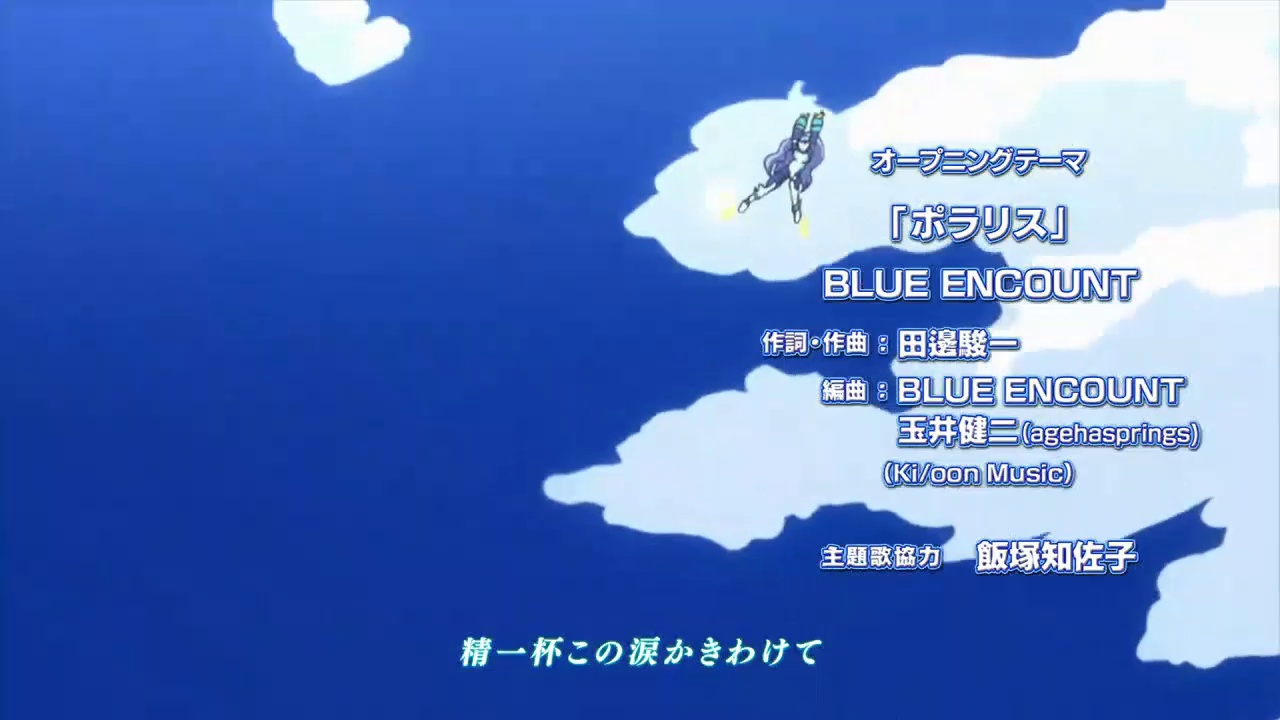 オープニングテーマ
「ポラリス」
BLUE ENCOUNT
作詞・作曲：田邊駿一
編曲：BLUE ENCOUNT
玉井健二(agehasprings)
(Ki/oon Music)
主題歌協力 飯塚知佐子
精一杯この涙かきわけて